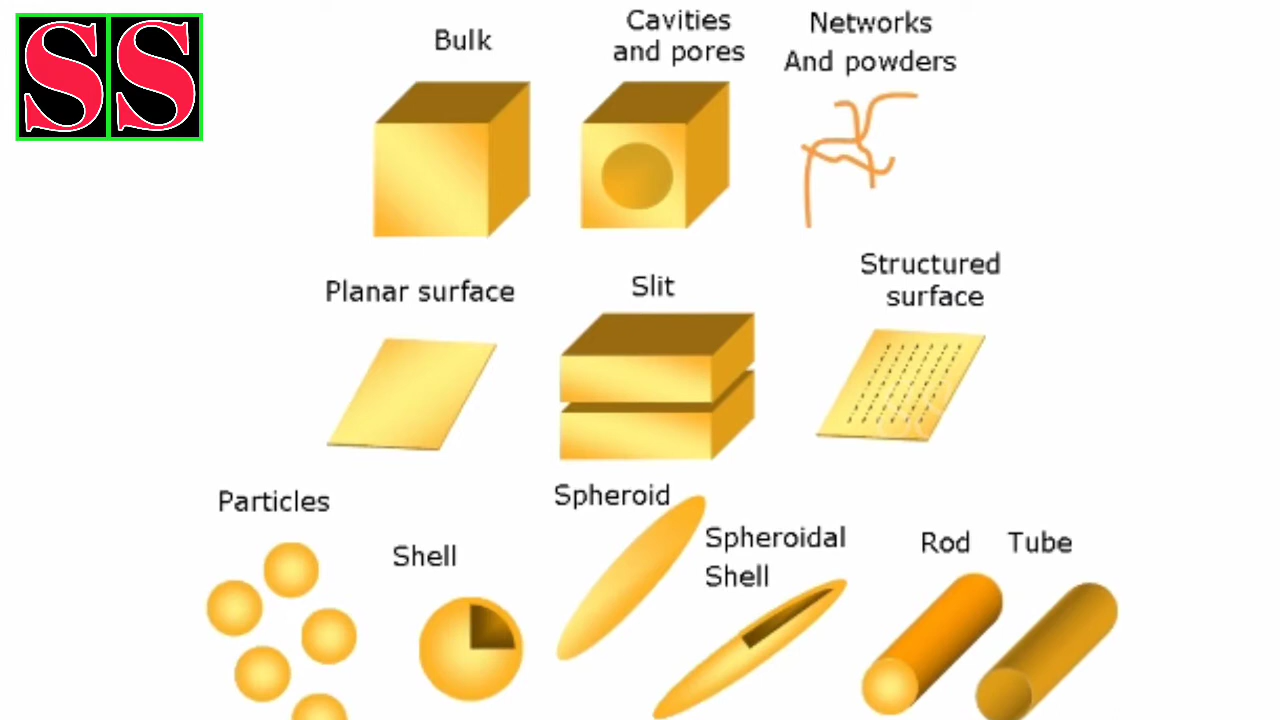 SS
Bulk
Cavities
and pores
Networks
And powders
Planar surface
Slit
Structured
surface
Particles
Shell
Spheroid
Spheroidal
Shell
Rod
Tube